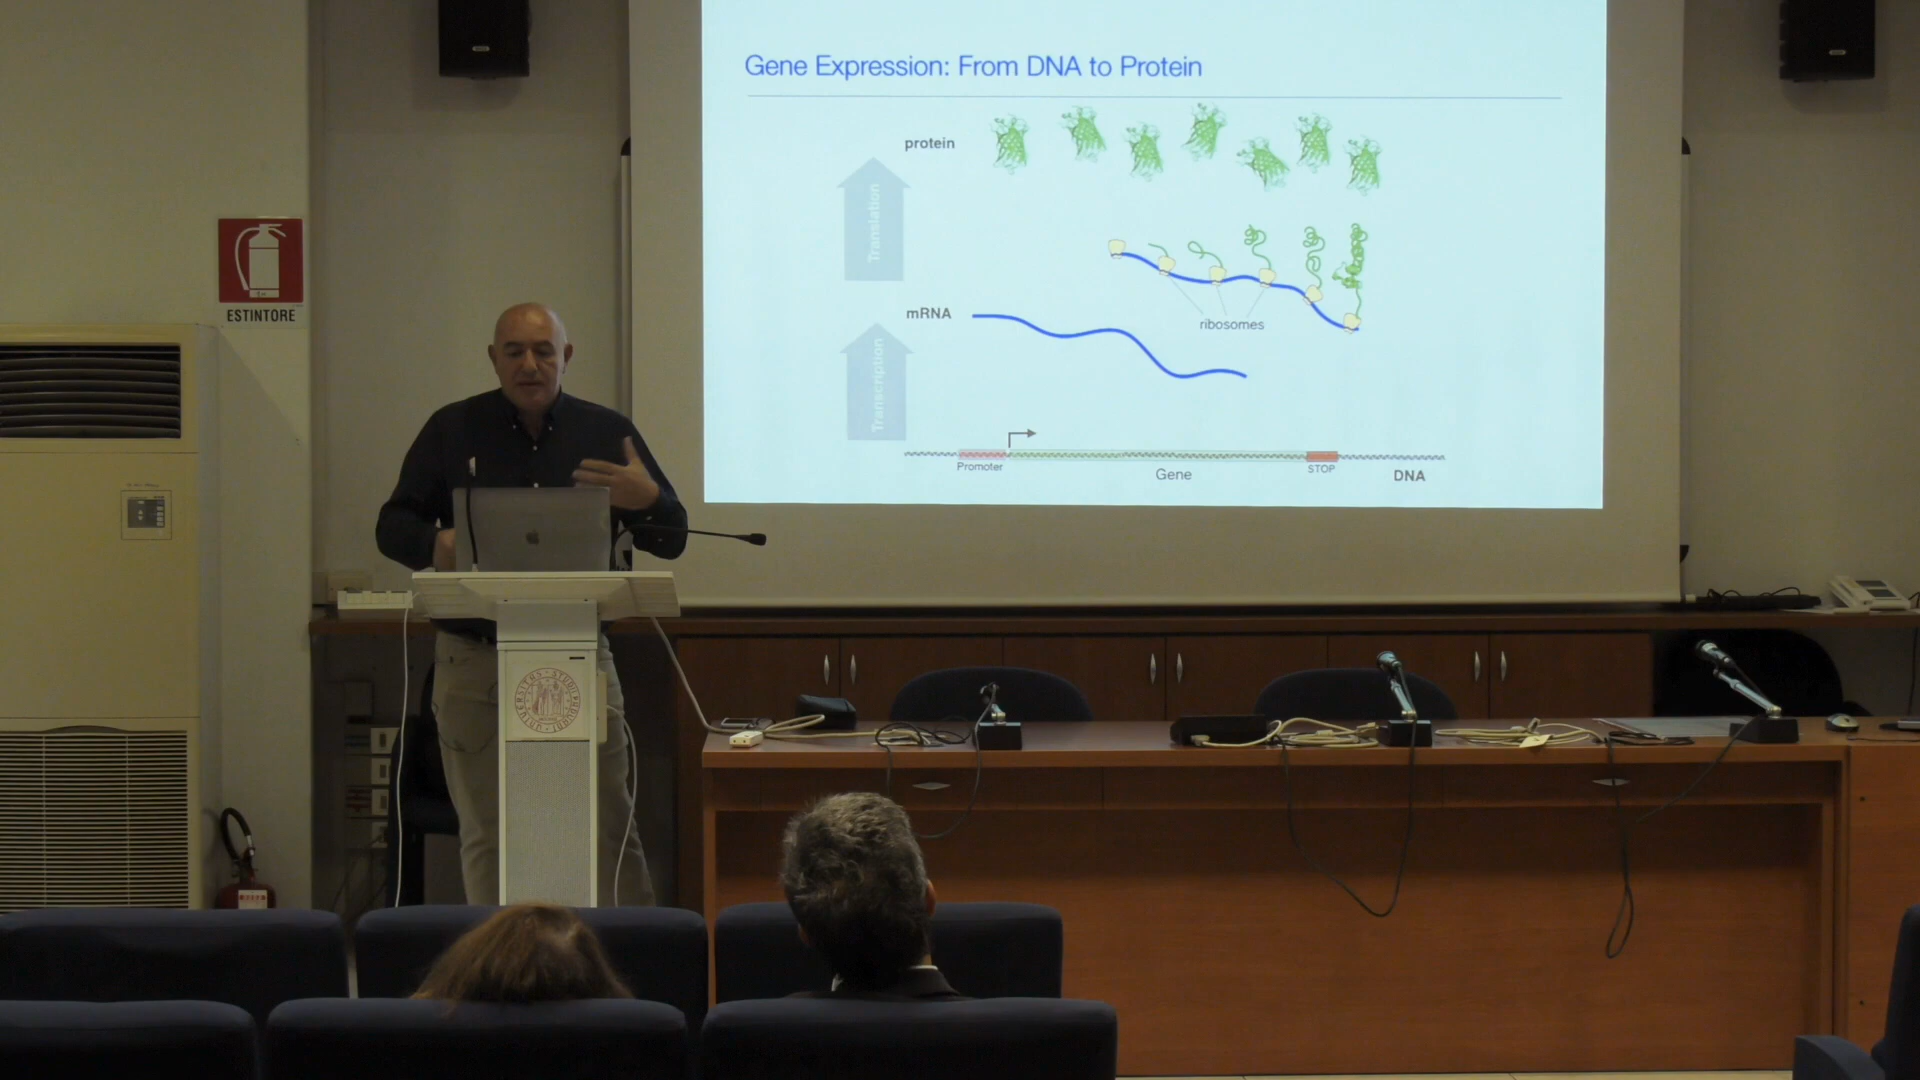 Gene Expression: From DNA to Protein
protein
Translation
ribosomes
mRNA
Transcription
Promoter
Gene
STOP
DNA
ESTINTORE